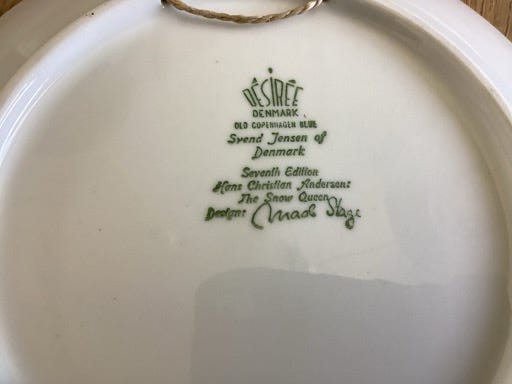 DÉSIRÉE
DENMARK
OLD COPENHAGEN BLUE
Svend Jensen of
Denmark
Seventh Edition
Hans Christian Andersen:
The Snow Queen
Design: Mads Stage